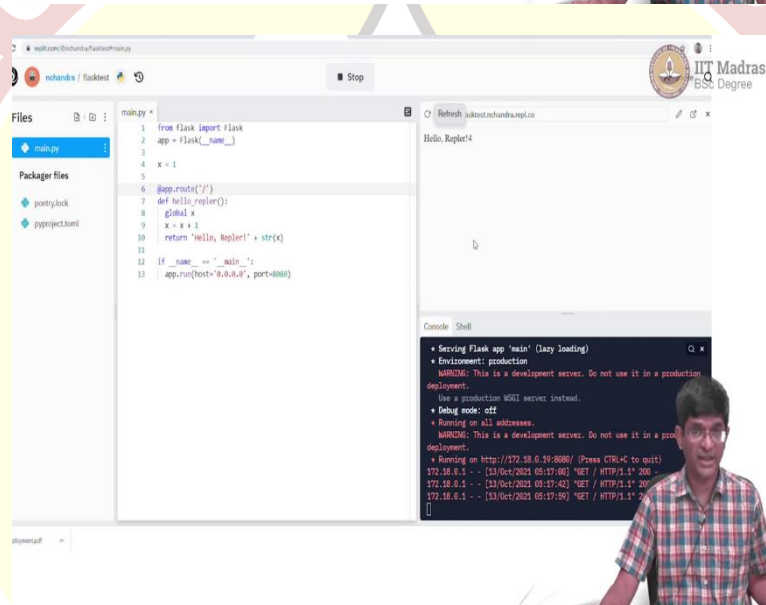 replit.com/@nchandra/flasktest#main.py
nchandra / flasktest
Stop
IIT Madras
BSc Degree
Files
main.py
Packager files
poetry.lock
pyproject.toml
main.py ×
1 from flask import Flask
2 app = Flask(__name__)
3
4 x = 1
5
6 @app.route('/')
7 def hello_repler():
8 global x
9 x = x + 1
10 return 'Hello, Repler!' + str(x)
11
12 if __name__ == '__main__':
13 app.run(host='0.0.0.0', port=8080)
Refresh
.nchandra.repl.co
Hello, Repler!4
Console Shell
* Serving Flask app 'main' (lazy loading)
* Environment: production
WARNING: This is a development server. Do not use it in a production
deployment.
Use a production WSGI server instead.
* Debug mode: off
* Running on all addresses.
WARNING: This is a development server. Do not use it in a
deployment.
* Running on http://172.18.0.19:8080/ (Press CTRL+C to quit)
172.18.0.1 - - [13/Oct/2021 05:17:00] "GET / HTTP/1.1" 200 -
172.18.0.1 - - [13/Oct/2021 05:17:42] "GET / HTTP/1.1"
172.18.0.1 - - [13/Oct/2021 05:17:59] "GET / HTTP/1.1"